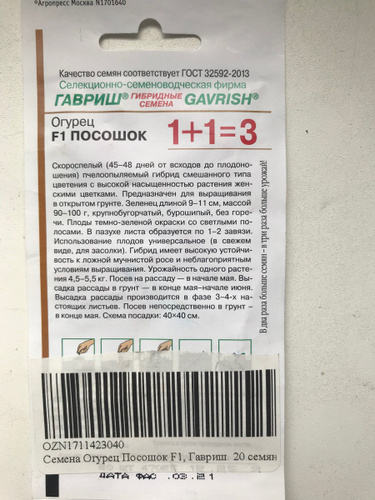 ®Агропресс Москва N1701640
Качество семян соответствует ГОСТ 32592-2013
Селекционно-семеноводческая фирма
ГАВРИШ® ГИБРИДНЫЕ СЕМЕНА GAVRISH®
Огурец
F1 ПОСОШОК
1+1=3
Скороспелый (45–48 дней от всходов до плодоно-
шения) пчелоопыляемый гибрид смешанного типа
цветения с высокой насыщенностью растения жен-
скими цветками. Предназначен для выращивания
в открытом грунте. Зеленец длиной 9–11 см, массой
90–100 г, крупнобугорчатый, бурошипый, без горе-
чи. Плоды темно-зеленой окраски со светлыми по-
лосами. В пазухе листа образуется по 1–2 завязи.
Использование плодов универсальное (в свежем
виде, для засолки). Гибрид имеет высокую устойчи-
вость к ложной мучнистой росе и неблагоприятным
условиям выращивания. Урожайность одного расте-
ния 4,5–5,5 кг. Посев на рассаду — в начале мая. Вы-
садка рассады в грунт — в конце мая–начале июня.
Высадка рассады производится в фазе 3–4-х на-
стоящих листьев. Посев непосредственно в грунт –
в конце мая. Схема посадки: 40×40 см.
В два раза больше семян - в три раза больше урожай!
OZN1711423040
Семена Огурец Посошок F1, Гавриш 20 семян
ДАТА ФАС .03.21